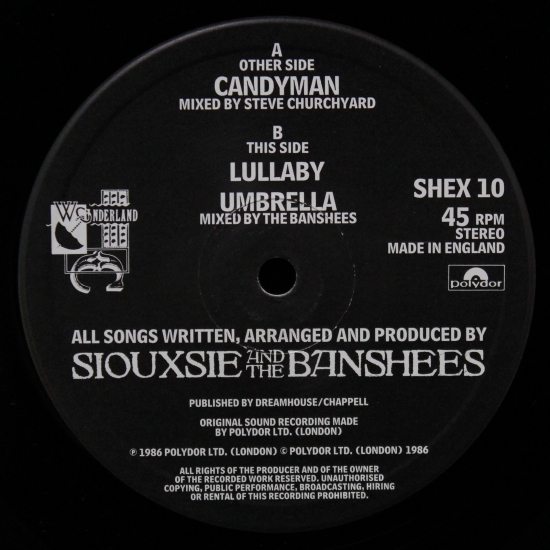 A
OTHER SIDE
CANDYMAN
MIXED BY STEVE CHURCHYARD
B
THIS SIDE
LULLABY
UMBRELLA
MIXED BY THE BANSHEES
WONDERLAND
SHEX 10
45 RPM
STEREO
MADE IN ENGLAND
polydor
ALL SONGS WRITTEN, ARRANGED AND PRODUCED BY
SIOUXSIE AND THE BANSHEES
PUBLISHED BY DREAMHOUSE/CHAPPELL
ORIGINAL SOUND RECORDING MADE
BY POLYDOR LTD. (LONDON)
℗ 1986 POLYDOR LTD. (LONDON) © POLYDOR LTD. (LONDON) 1986
ALL RIGHTS OF THE PRODUCER AND OF THE OWNER
OF THE RECORDED WORK RESERVED. UNAUTHORISED
COPYING, PUBLIC PERFORMANCE, BROADCASTING, HIRING
OR RENTAL OF THIS RECORDING PROHIBITED.